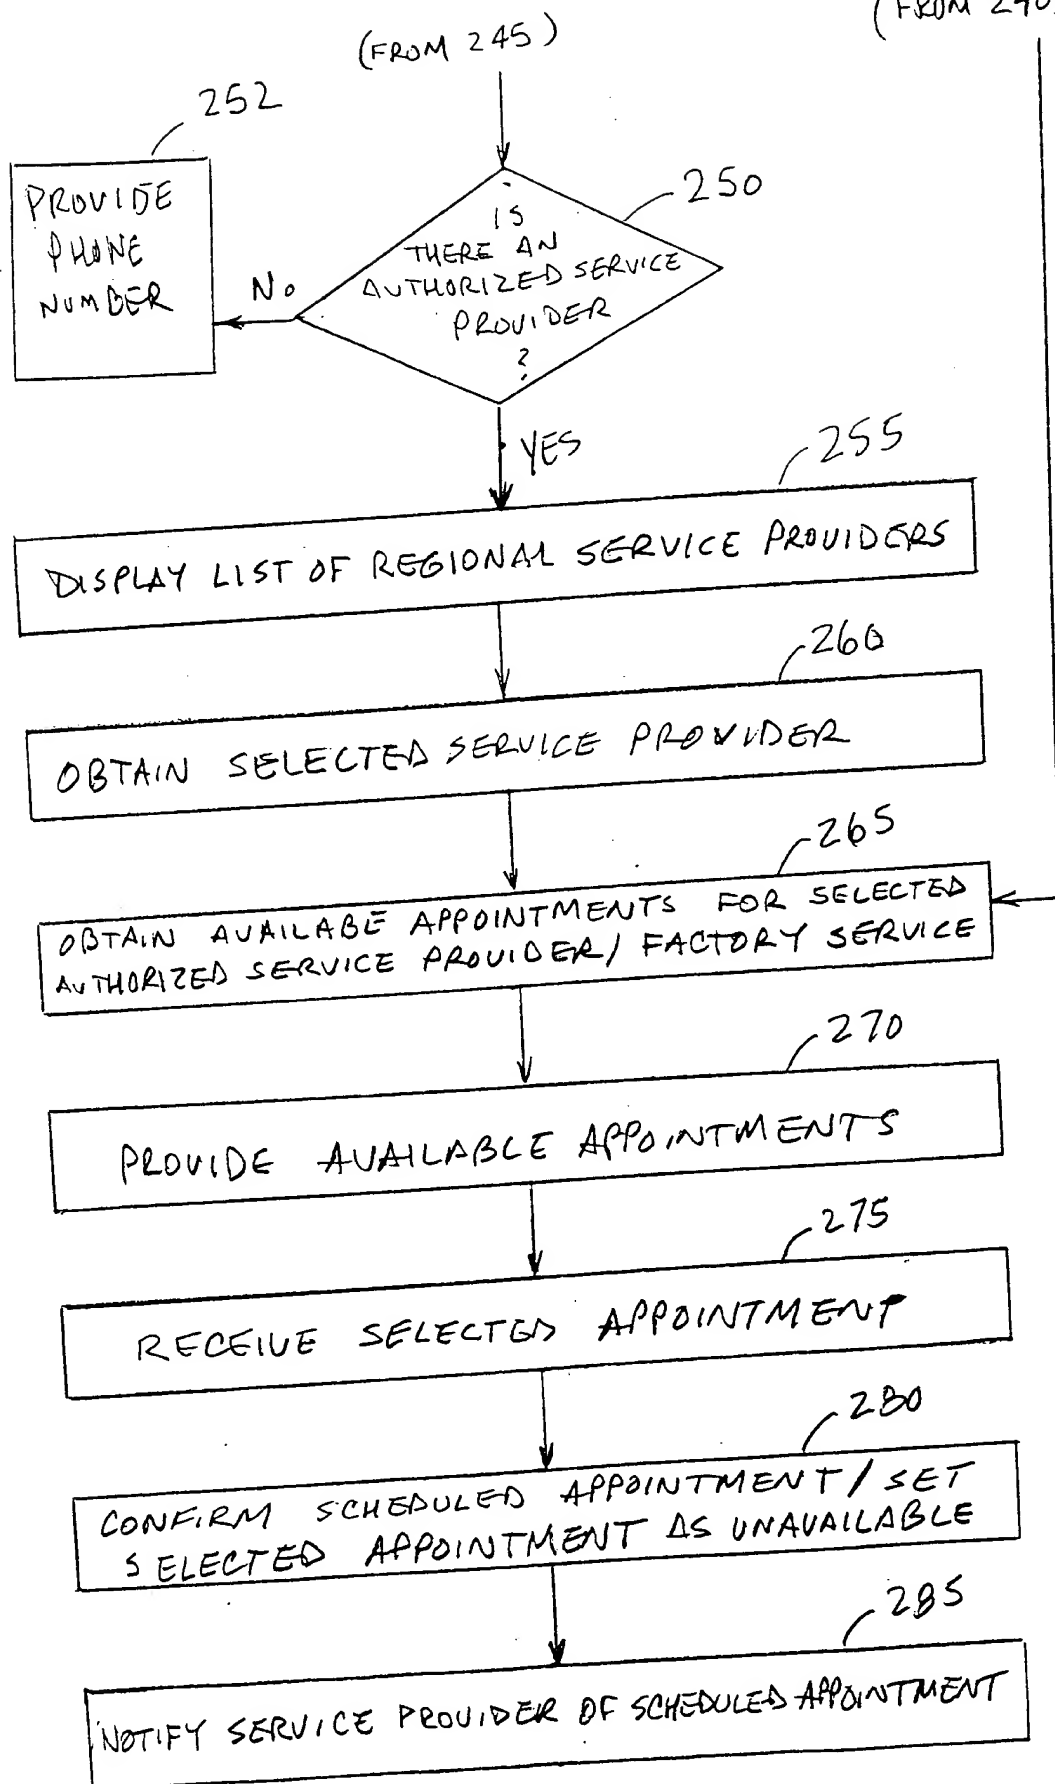 (FROM 245)
(FROM 240
252
PROVIDE
PHONE
NUMBER
250
IS
THERE AN
AUTHORIZED SERVICE
PROVIDER
?
No
YES
255
DISPLAY LIST OF REGIONAL SERVICE PROVIDERS
260
OBTAIN SELECTED SERVICE PROVIDER
265
OBTAIN AVAILABE APPOINTMENTS FOR SELECTED
AUTHORIZED SERVICE PROVIDER/ FACTORY SERVICE
270
PROVIDE AVAILABLE APPOINTMENTS
275
RECEIVE SELECTED APPOINTMENT
280
CONFIRM SCHEDULED APPOINTMENT/ SET
SELECTED APPOINTMENT AS UNAVAILABLE
285
NOTIFY SERVICE PROVIDER OF SCHEDULED APPOINTMENT